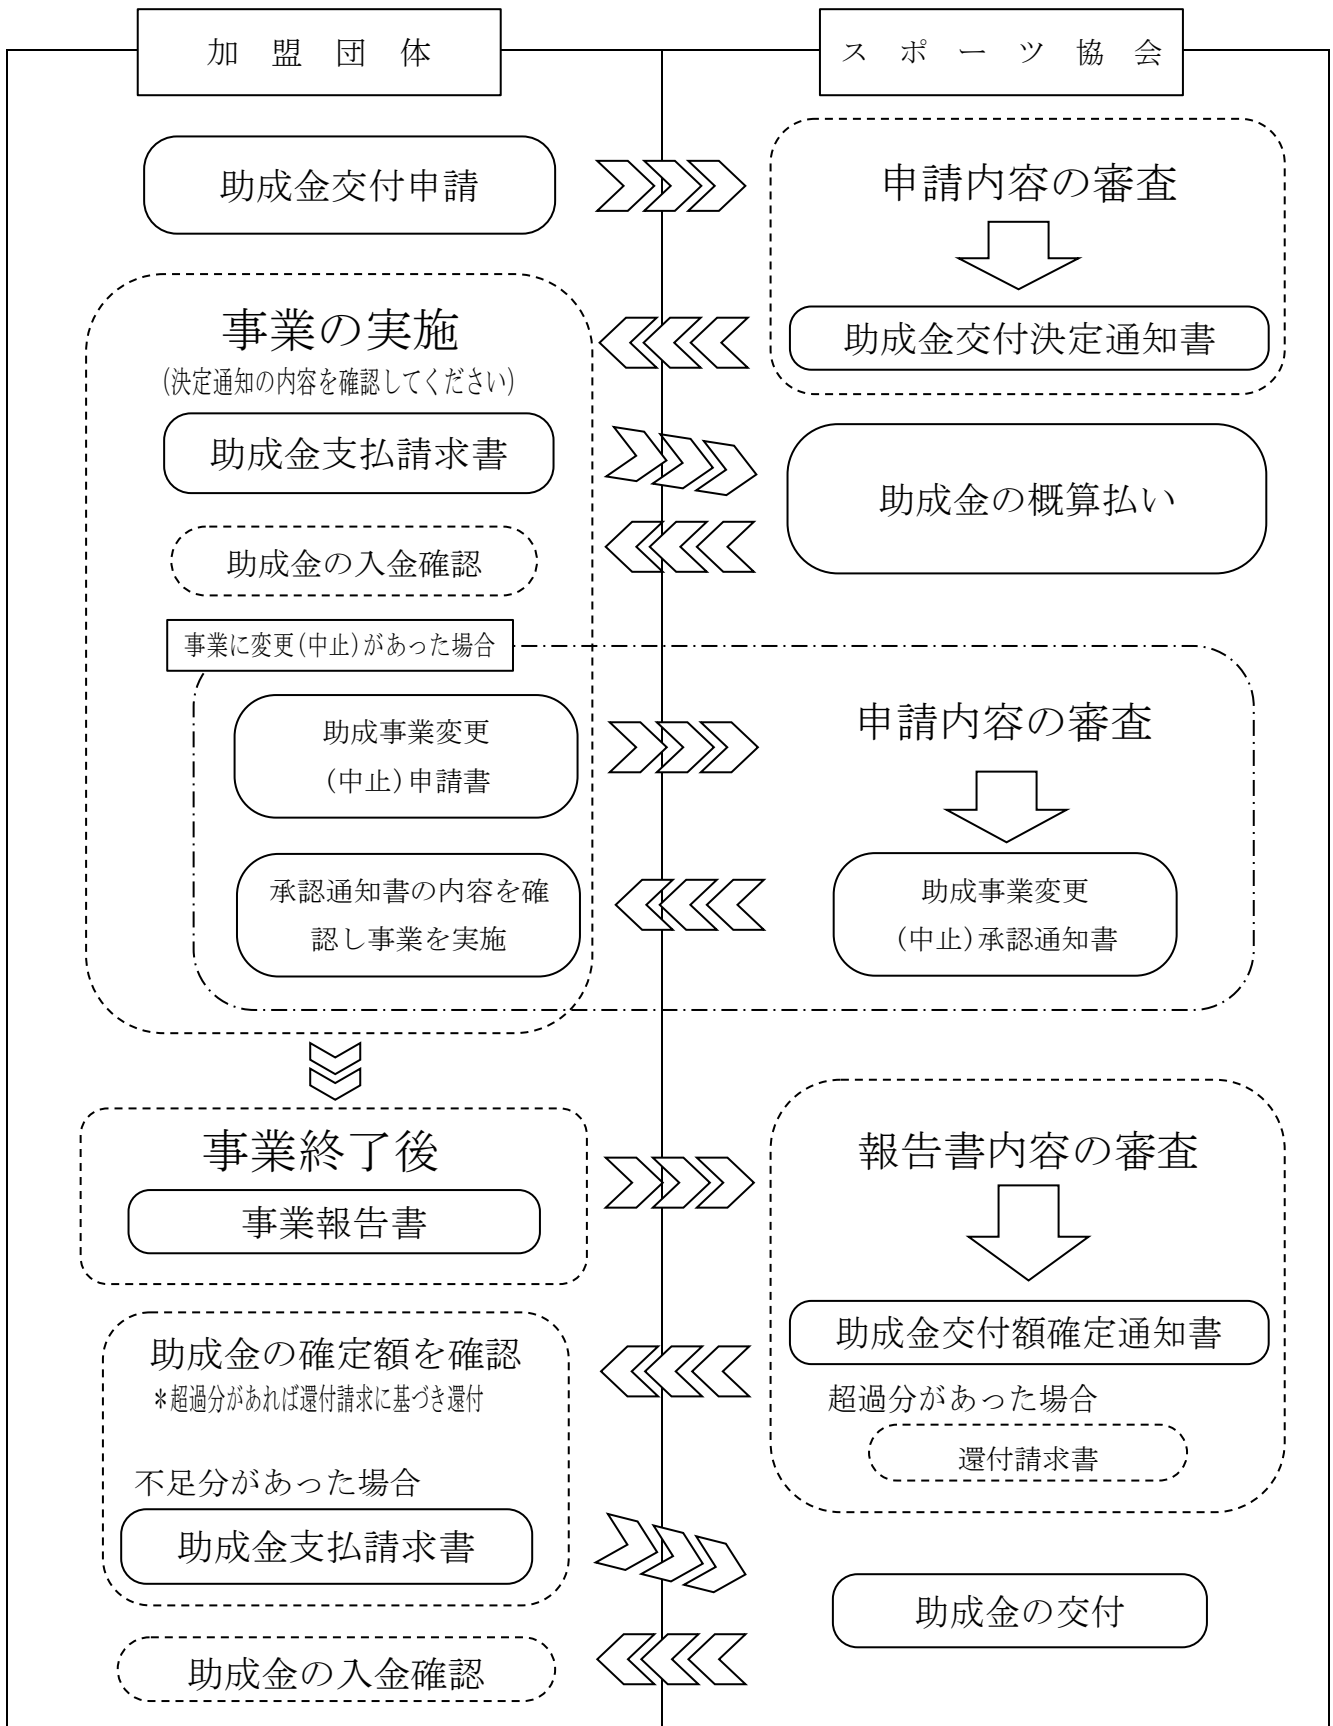 加盟団体
スポーツ協会
助成金交付申請
申請内容の審査
助成金交付決定通知書
事業の実施
(決定通知の内容を確認してください)
助成金支払請求書
助成金の概算払い
助成金の入金確認
事業に変更(中止)があった場合
助成事業変更
(中止)申請書
申請内容の審査
助成事業変更
(中止)承認通知書
承認通知書の内容を確
認し事業を実施
事業終了後
事業報告書
報告書内容の審査
助成金交付額確定通知書
超過分があった場合
還付請求書
助成金の確定額を確認
*超過分があれば還付請求に基づき還付
不足分があった場合
助成金支払請求書
助成金の交付
助成金の入金確認